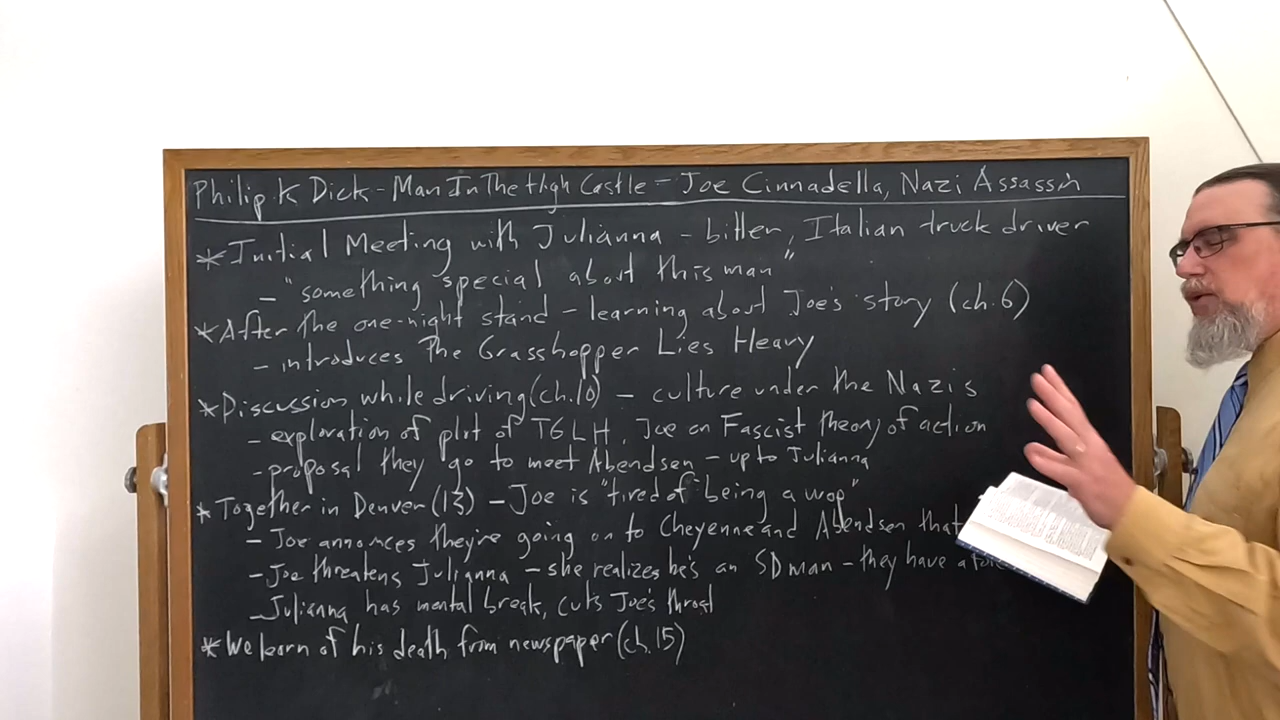 Philip K Dick - Man In The High Castle - Joe Cinnadella, Nazi Assassin
* Initial Meeting with Julianna - bitter, Italian truck driver
- "something special about this man"
* After the one-night stand - learning about Joe's story (ch. 6)
- introduces The Grasshopper Lies Heavy
* Discussion while driving (ch. 10) - culture under the Nazis
- exploration of plot of TGLH, Joe on Fascist theory of action
- proposal they go to meet Abendsen - up to Julianna
* Together in Denver (13) - Joe is "tired of being a wop"
- Joe announces they're going on to Cheyenne and Abendsen that
- Joe threatens Julianna - she realizes he's an SD man - they have a
- Julianna has mental break, cuts Joe's throat
* We learn of his death from newspaper (ch. 15)